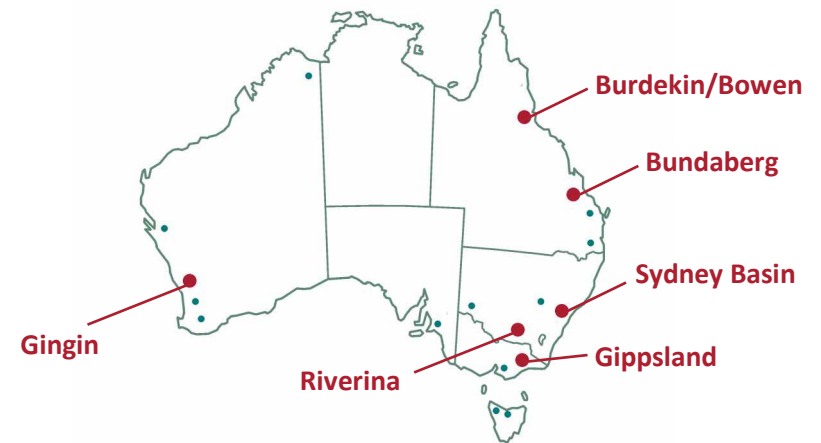 Burdekin/Bowen
Bundaberg
Sydney Basin
Gingin
Gippsland
Riverina